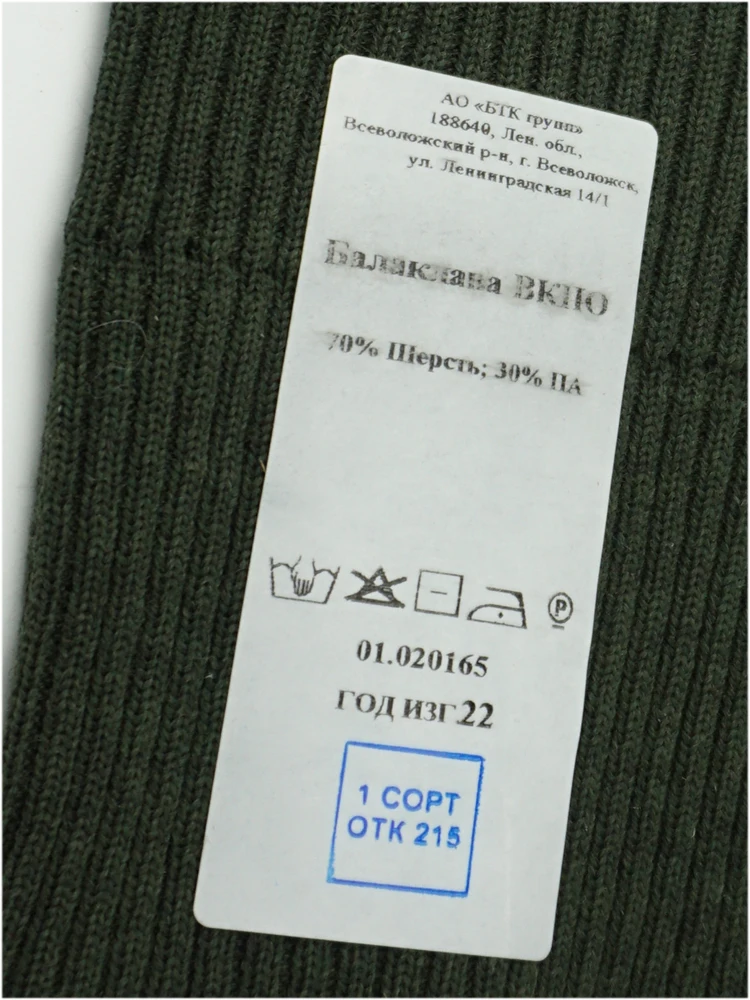 АО «БТК групп»
188640, Лен. обл.,
Всеволожский р-н, г. Всеволожск,
ул. Ленинградская 14/1
Балаклава ВКПО
70% Шерсть; 30% ПА
P
01.020165
ГОД ИЗГ.22
1 СОРТ
ОТК 215